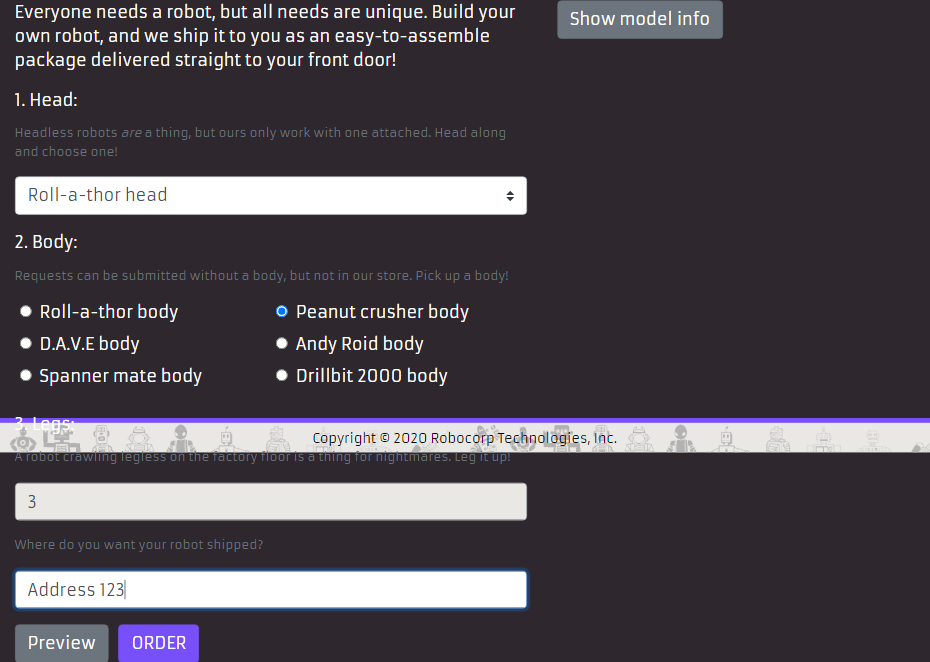 Everyone needs a robot, but all needs are unique. Build your
own robot, and we ship it to you as an easy-to-assemble
package delivered straight to your front door!
Show model info
1. Head:
Headless robots are a thing, but ours only work with one attached. Head along
and choose one!
Roll-a-thor head
2. Body:
Requests can be submitted without a body, but not in our store. Pick up a body!
Roll-a-thor body
Peanut crusher body
D.A.V.E body
Andy Roid body
Spanner mate body
Drillbit 2000 body
3. Legs:
Copyright © 2020 Robocorp Technologies, Inc.
A robot crawling legless on the factory floor is a thing for nightmares. Leg it up!
3
Where do you want your robot shipped?
Address 123
Preview
ORDER